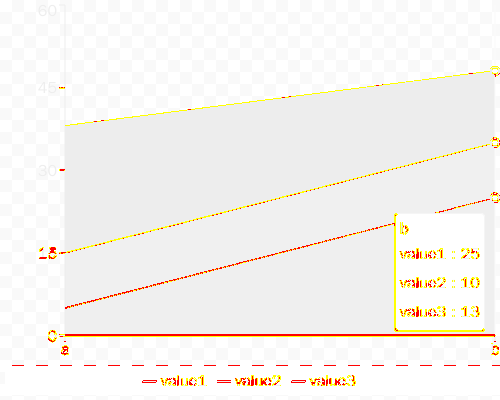 60
45
30
15
0
b
value1 : 25
value2 : 10
value3 : 13
a
b
value1 value2 value3